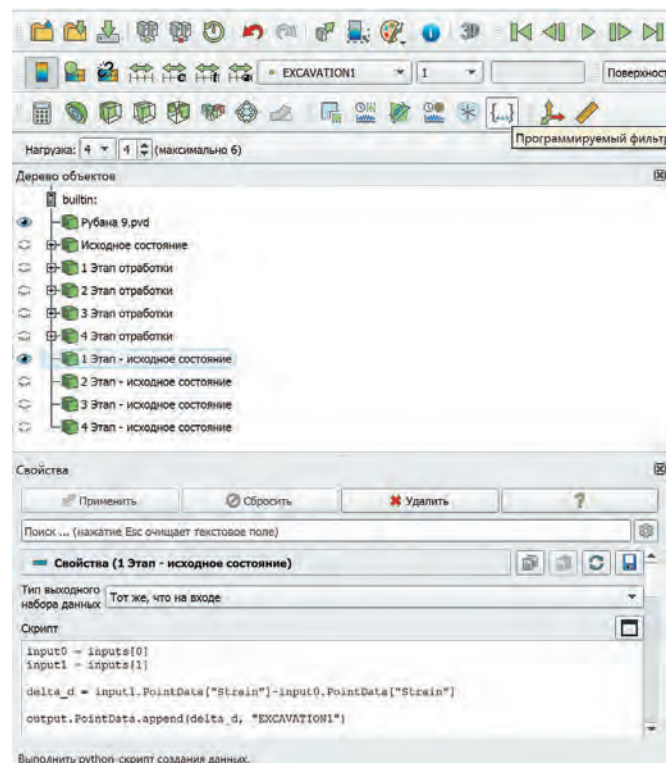 3D
EXCAVATION1
1
Поверхност
{...}
Программируемый фильтр
Нагрузка: 4 4 (максимально 6)
Дерево объектов
builtin:
Рубана 9.pvd
Исходное состояние
1 Этап отработки
2 Этап отработки
3 Этап отработки
4 Этап отработки
1 Этап - исходное состояние
2 Этап - исходное состояние
3 Этап - исходное состояние
4 Этап - исходное состояние
Свойства
Применить Сбросить Удалить ?
Поиск ... (нажатие Esc очищает текстовое поле)
Свойства (1 Этап - исходное состояние)
Тип выходного
набора данных
Тот же, что на входе
Скрипт
input0 = inputs[0]
input1 = inputs[1]
delta_d = input1.PointData["Strain"]-input0.PointData["Strain"]
output.PointData.append(delta_d, "EXCAVATION1")
Выполнить python-скрипт создания данных.